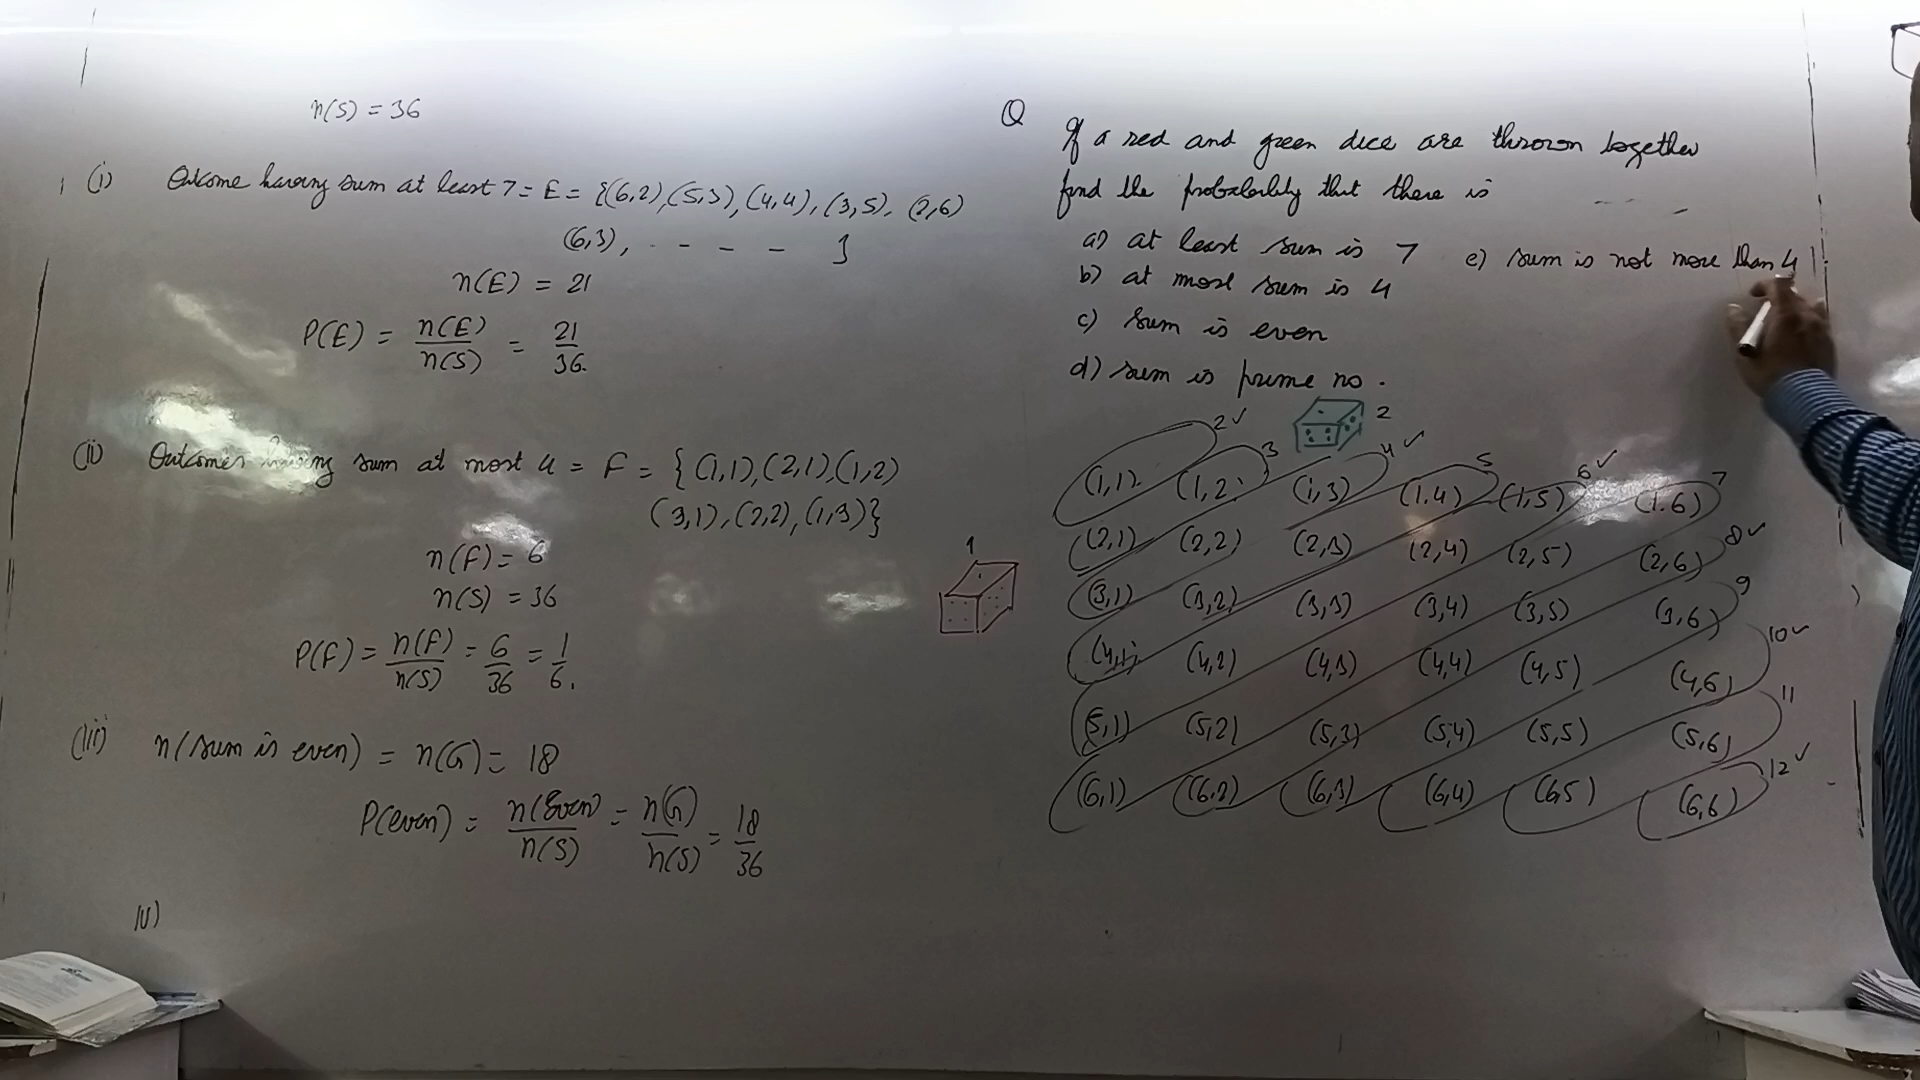 n(S) = 36
(i) Outcome having sum at least 7 = E = {(6,2),(5,3),(4,4),(3,5),(2,6)
(6,3), - - - - }
n(E) = 21
P(E) = n(E)/n(S) = 21/36.
(ii) Outcomes having sum at most 4 = F = {(1,1),(2,1),(1,2)
(3,1),(2,2),(1,3)}
n(F) = 6
n(S) = 36
P(F) = n(F)/n(S) = 6/36 = 1/6.
(iii) n(sum is even) = n(G) = 18
P(even) = n(Even)/n(S) = n(G)/n(S) = 18/36
IV)
Q If a red and green dice are thrown together
find the probability that there is
a) at least sum is 7 e) sum is not more than 4
b) at most sum is 4
c) sum is even
d) sum is prime no.
2
1
2✓ 3 4✓ 5 6✓ 7
(1,1) (1,2) (1,3) (1,4) (1,5) (1,6)
(2,1) (2,2) (2,3) (2,4) (2,5) (2,6) 8✓
(3,1) (3,2) (3,3) (3,4) (3,5) (3,6) 9
(4,1) (4,2) (4,3) (4,4) (4,5) (4,6) 10✓
(5,1) (5,2) (5,3) (5,4) (5,5) (5,6) 11
(6,1) (6,2) (6,3) (6,4) (6,5) (6,6) 12✓